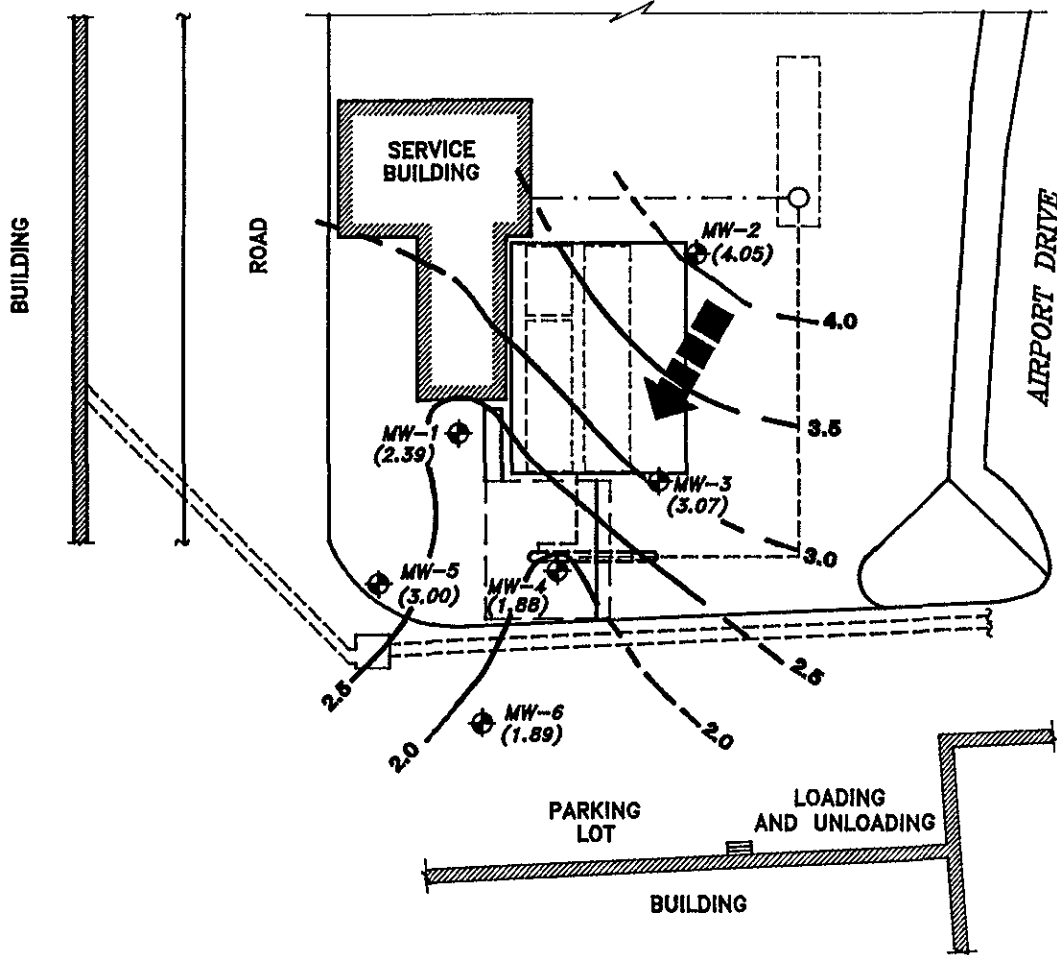 SERVICE
BUILDING
BUILDING
ROAD
AIRPORT DRIVE
MW-2
(4.05)
4.0
3.5
MW-1
(2.39)
MW-3
(3.07)
3.0
MW-5
(3.00)
MW-4
(1.88)
2.5
2.5
MW-6
(1.89)
2.0
2.0
PARKING
LOT
LOADING
AND UNLOADING
BUILDING